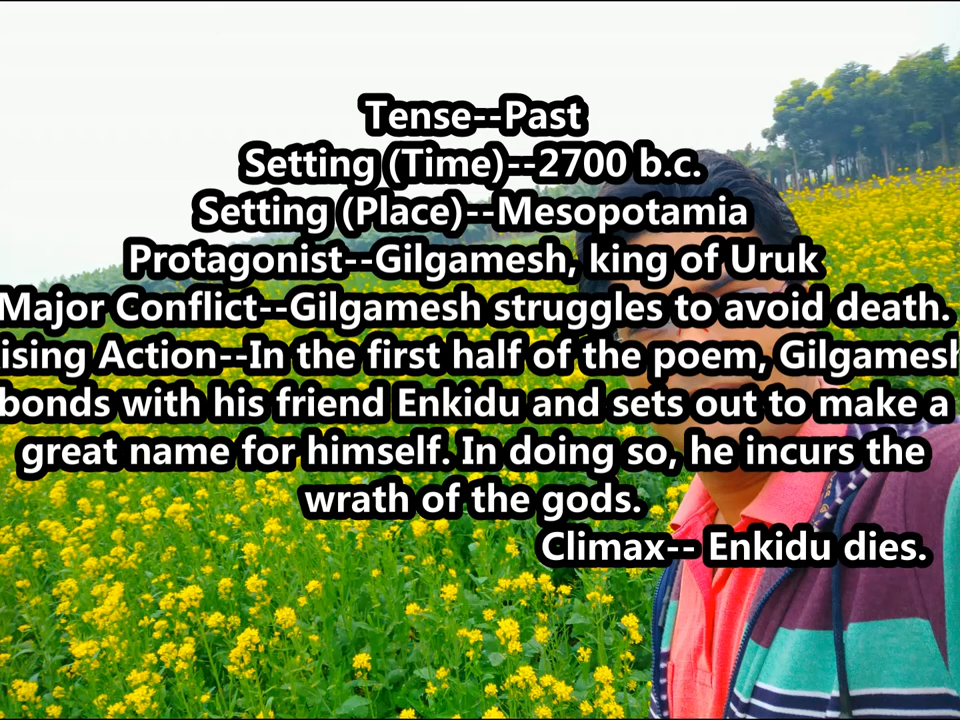 Tense--Past
Setting (Time)--2700 b.c.
Setting (Place)--Mesopotamia
Protagonist--Gilgamesh, king of Uruk
Major Conflict--Gilgamesh struggles to avoid death.
ising Action--In the first half of the poem, Gilgamesh
bonds with his friend Enkidu and sets out to make a
great name for himself. In doing so, he incurs the
wrath of the gods.
Climax-- Enkidu dies.